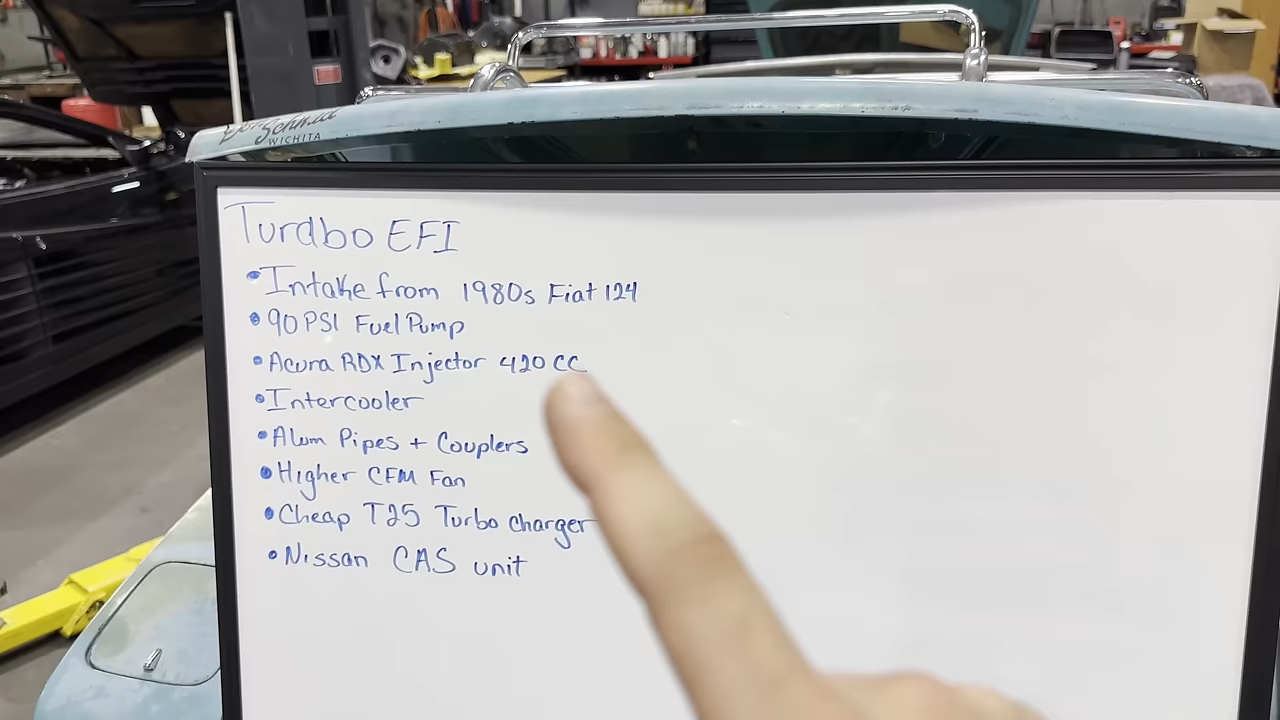 WICHITA
Turdbo EFI
•Intake from 1980s Fiat 124
•90 PSI Fuel Pump
•Acura RDX Injector 420 CC
•Intercooler
•Alum Pipes + Couplers
•Higher CFM Fan
•Cheap T25 Turbo charger
•Nissan CAS unit